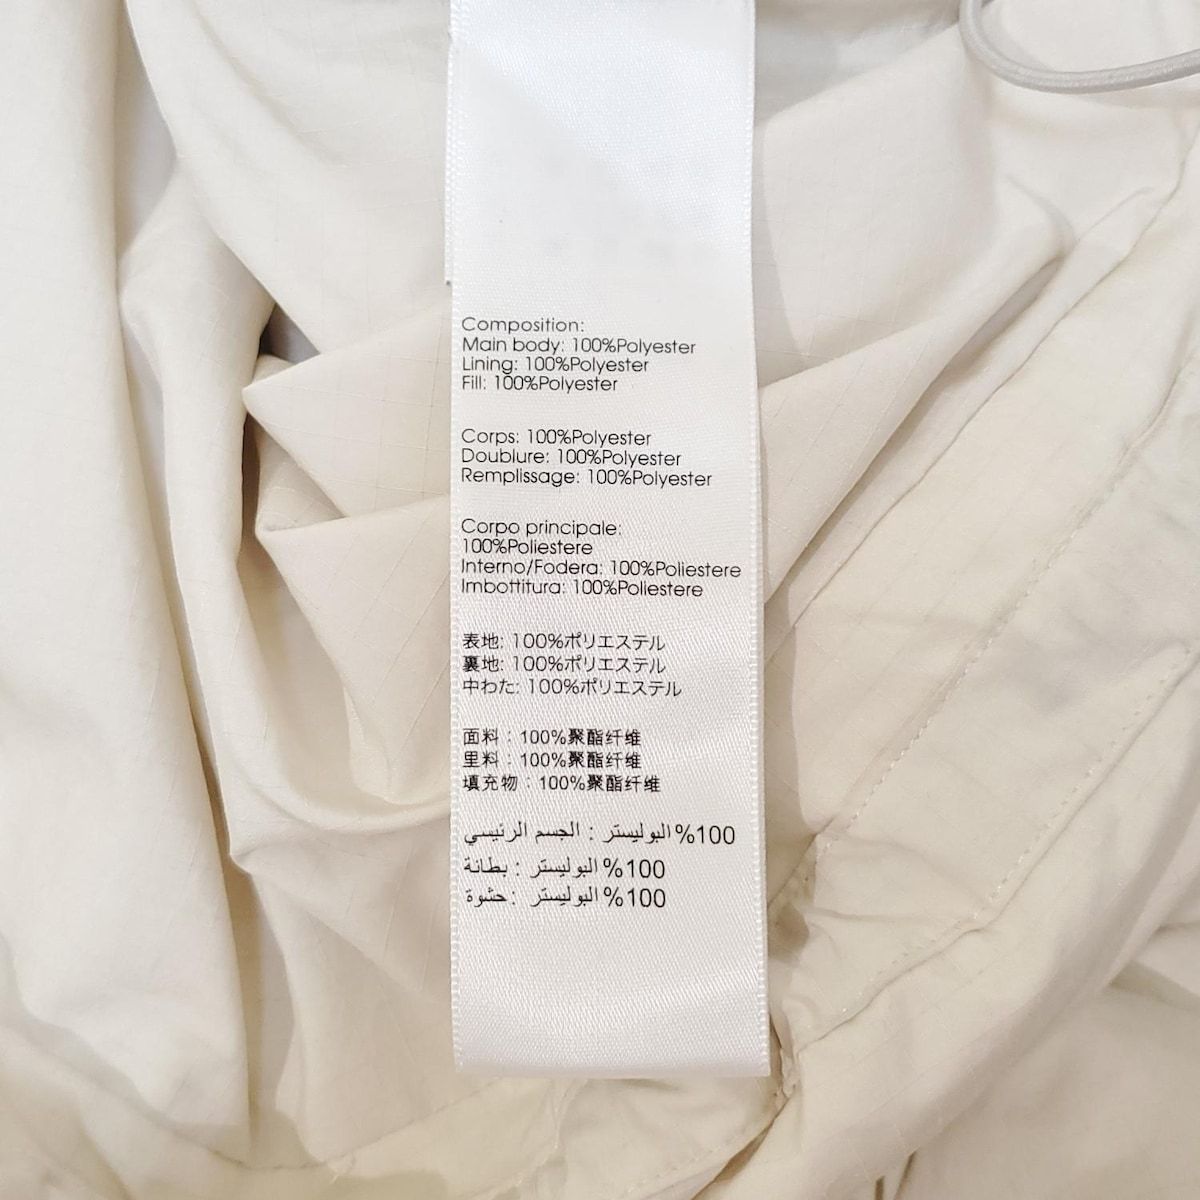 Composition:
Main body: 100%Polyester
Lining: 100%Polyester
Fill: 100%Polyester
Corps: 100%Polyester
Doublure: 100%Polyester
Remplissage: 100%Polyester
Corpo principale:
100%Poliestere
Interno/Fodera: 100%Poliestere
Imbottitura: 100%Poliestere
表地: 100%ポリエステル
裏地: 100%ポリエステル
中わた: 100%ポリエステル
面料：100%聚酯纤维
里料：100%聚酯纤维
填充物：100%聚酯纤维
100%البوليستر : الجسم الرئيسي
100%البوليستر : بطانة
100%البوليستر : حشوة